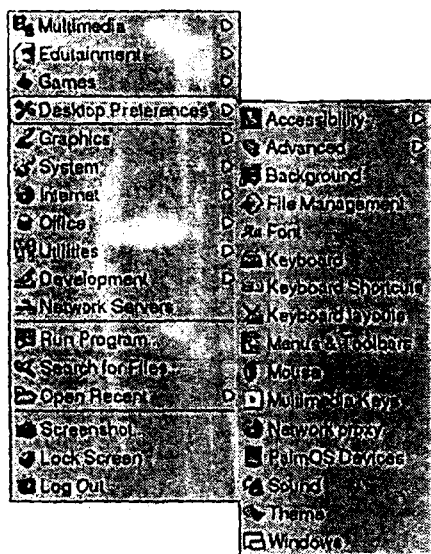 Multimedia
Edutainment
Games
Desktop Preferences
Graphics
System
Internet
Office
Utilities
Development
Network Servers
Run Program...
Search for Files...
Open Recent
Screenshot...
Lock Screen
Log Out
Accessibility
Advanced
Background
File Management
Aa Font
Keyboard
Keyboard Shortcuts
Keyboard layouts
Menus & Toolbars
Mouse
Multimedia Keys
Network proxy
PalmOS Devices
Sound
Theme
Windows